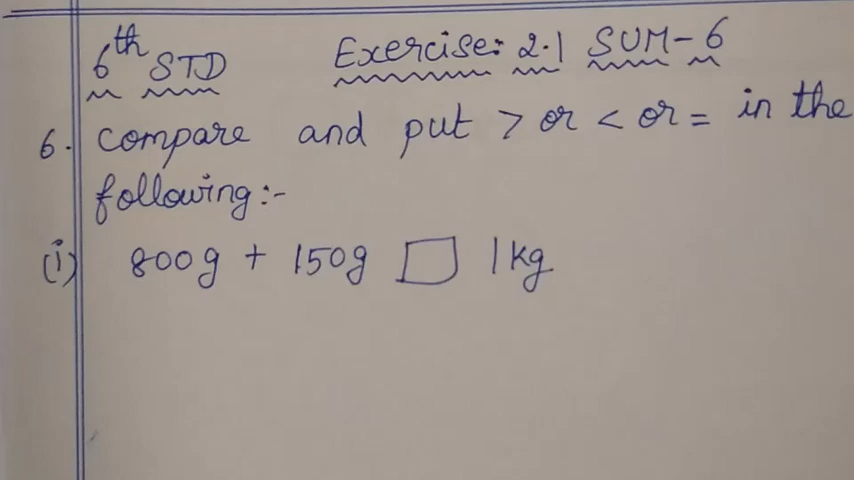 6th STD Exercise: 2.1 SUM-6
6. Compare and put > or < or = in the
following:-
(i) 800g + 150g □ 1kg